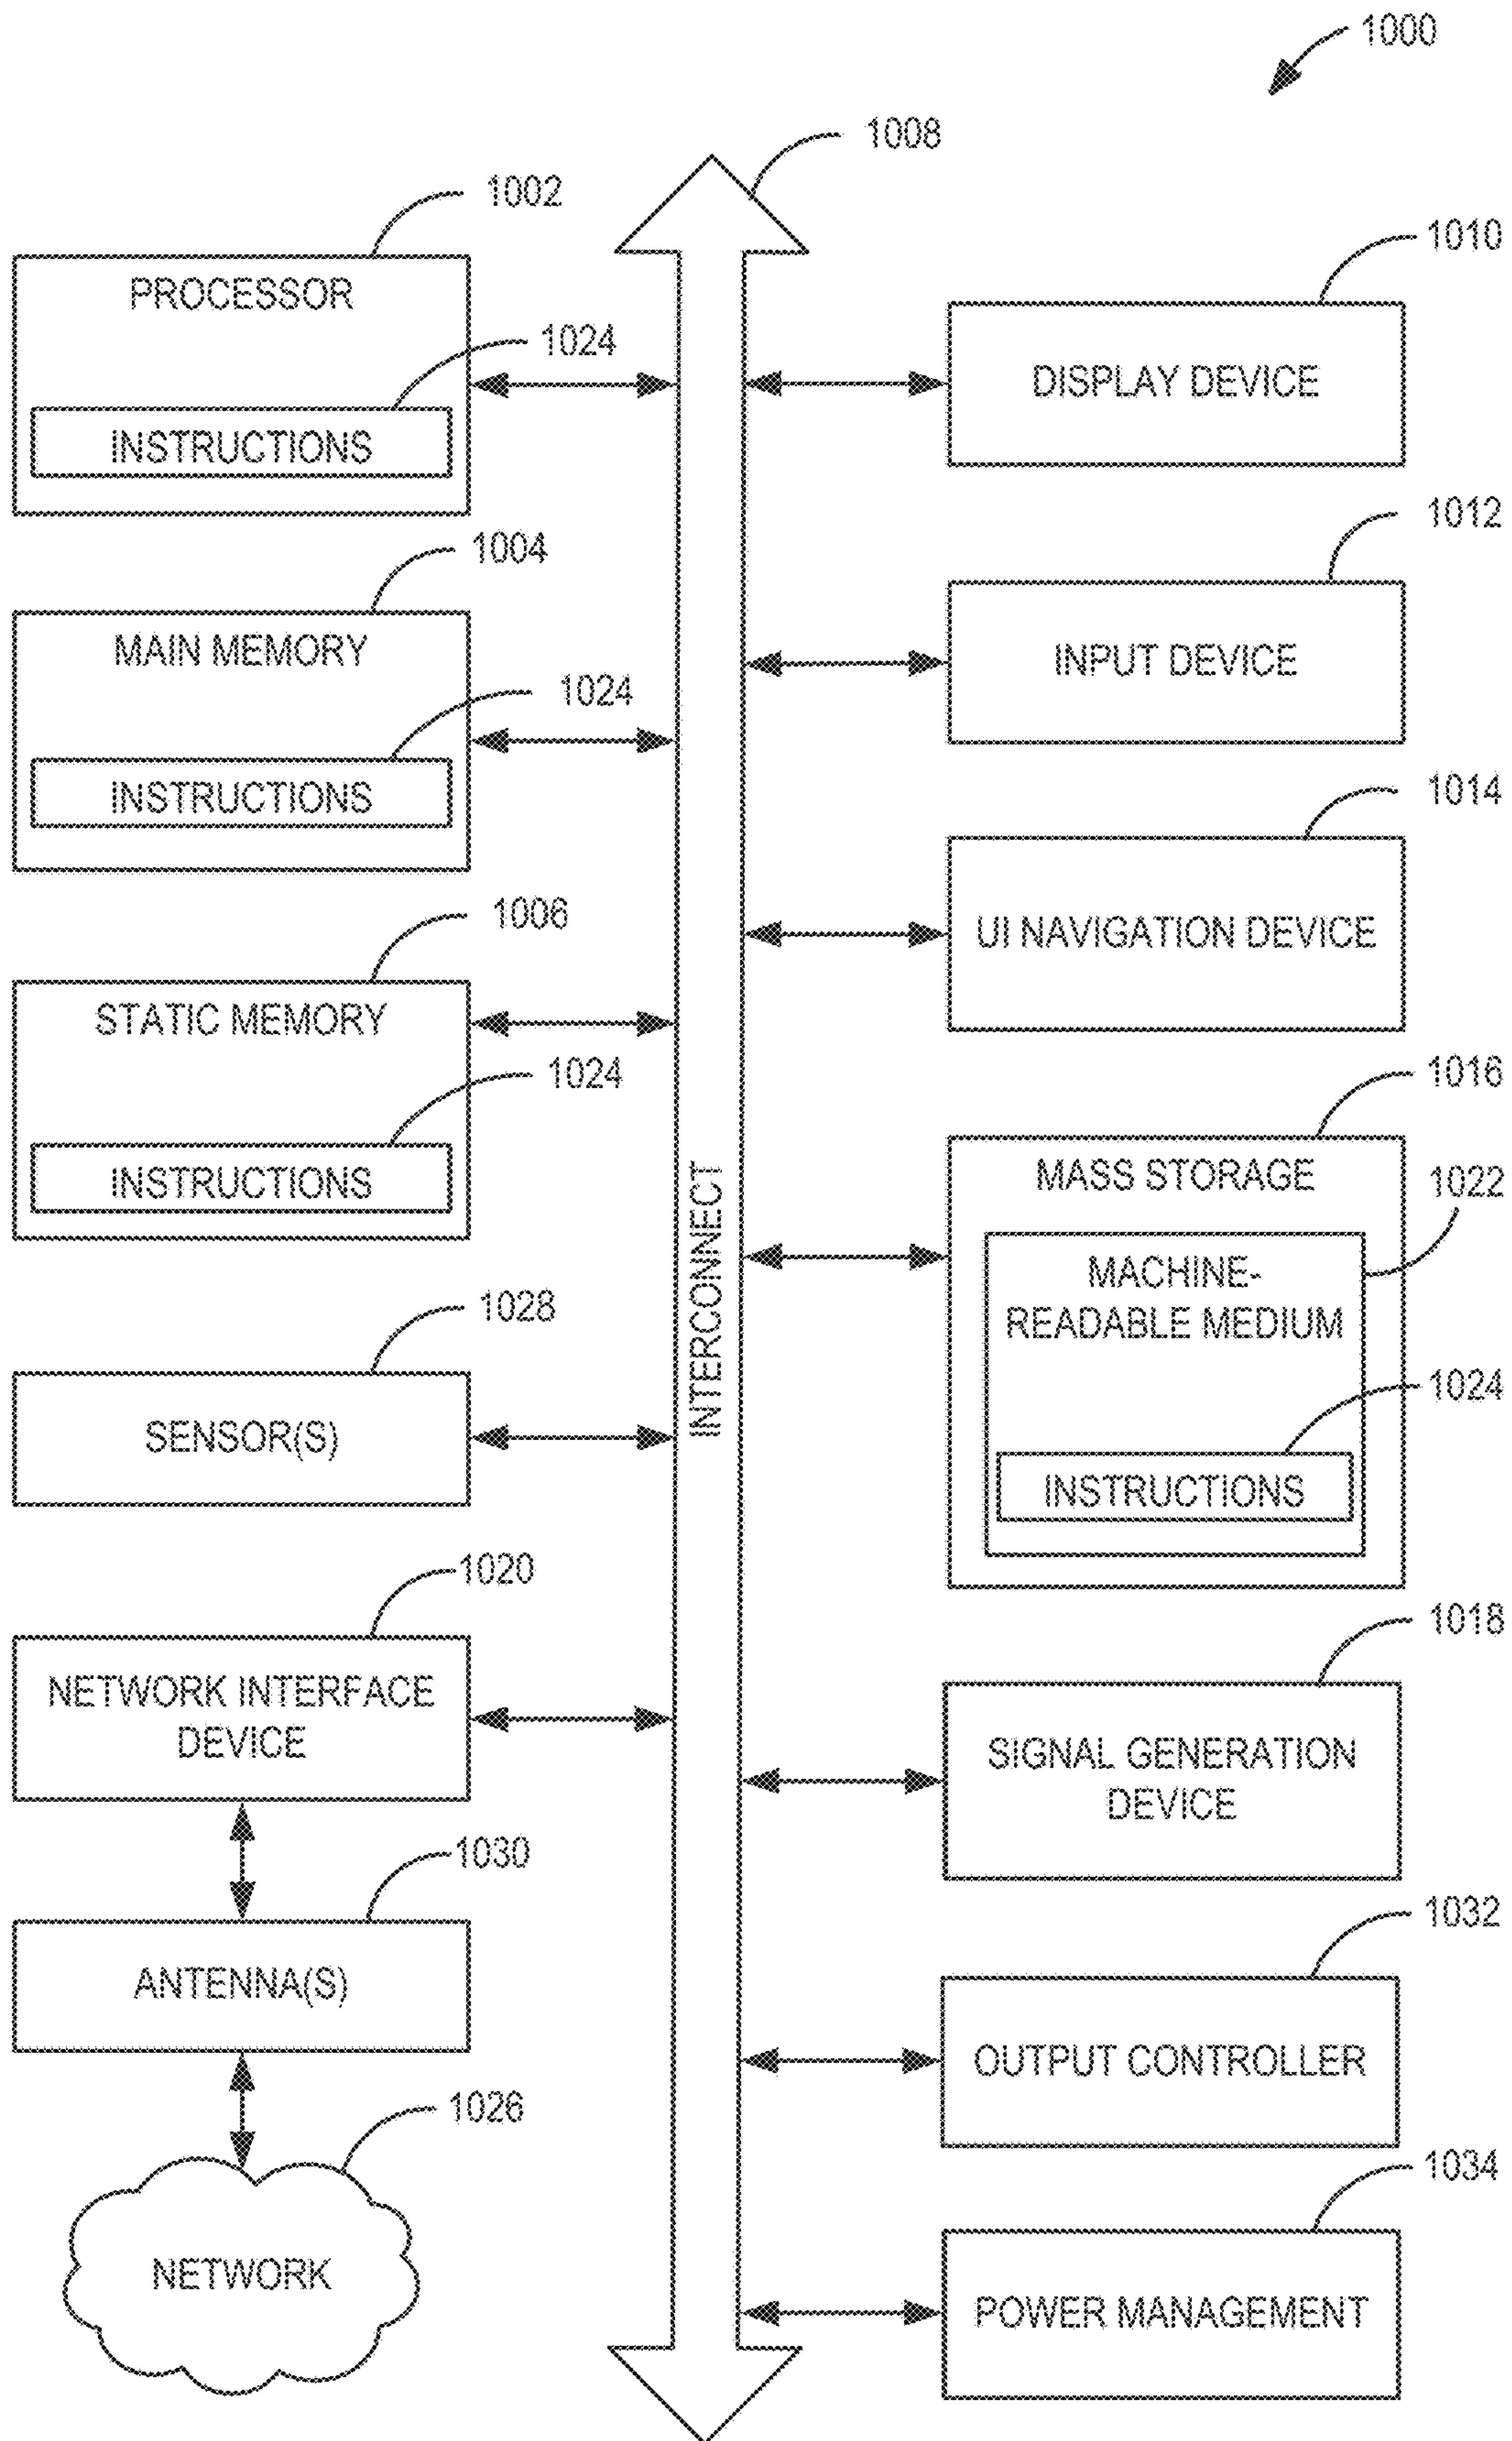 1000
1008
1002
PROCESSOR
1024
INSTRUCTIONS
1004
MAIN MEMORY
1024
INSTRUCTIONS
1006
STATIC MEMORY
1024
INSTRUCTIONS
1028
SENSOR(S)
1020
NETWORK INTERFACE
DEVICE
1030
ANTENNA(S)
1026
NETWORK
INTERCONNECT
1010
DISPLAY DEVICE
1012
INPUT DEVICE
1014
UI NAVIGATION DEVICE
1016
MASS STORAGE
1022
MACHINE-
READABLE MEDIUM
1024
INSTRUCTIONS
1018
SIGNAL GENERATION
DEVICE
1032
OUTPUT CONTROLLER
1034
POWER MANAGEMENT